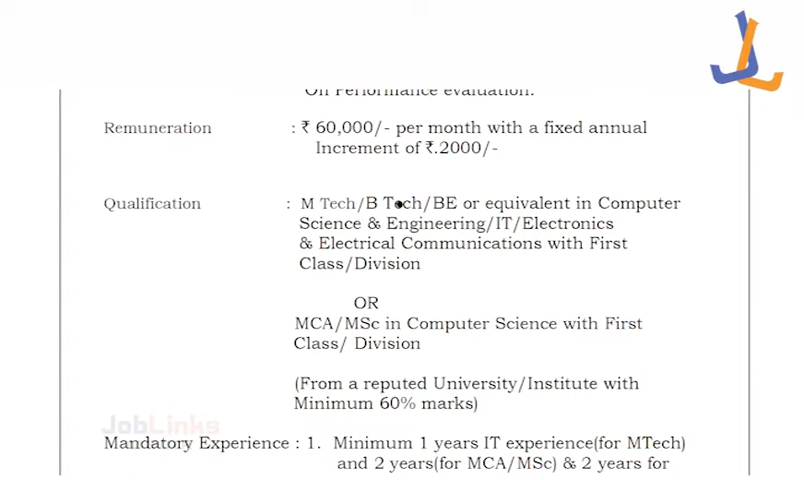 On Performance evaluation.
Remuneration : ₹ 60,000/- per month with a fixed annual
Increment of ₹.2000/-
Qualification : M Tech/B Tech/BE or equivalent in Computer
Science & Engineering/IT/Electronics
& Electrical Communications with First
Class/Division
OR
MCA/MSc in Computer Science with First
Class/ Division
(From a reputed University/Institute with
Minimum 60% marks)
JobLinks
Mandatory Experience : 1. Minimum 1 years IT experience(for MTech)
and 2 years(for MCA/MSc) & 2 years for